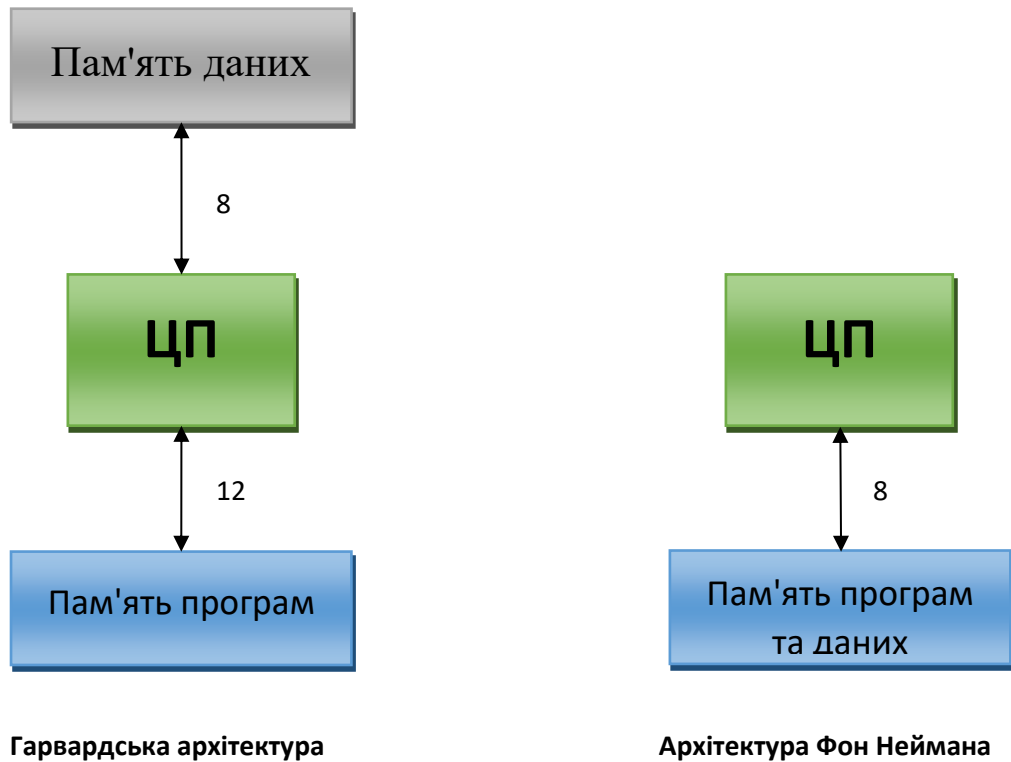 Пам'ять даних
8
ЦП
12
Пам'ять програм
Гарвардська архітектура
ЦП
8
Пам'ять програм
та даних
Архітектура Фон Неймана